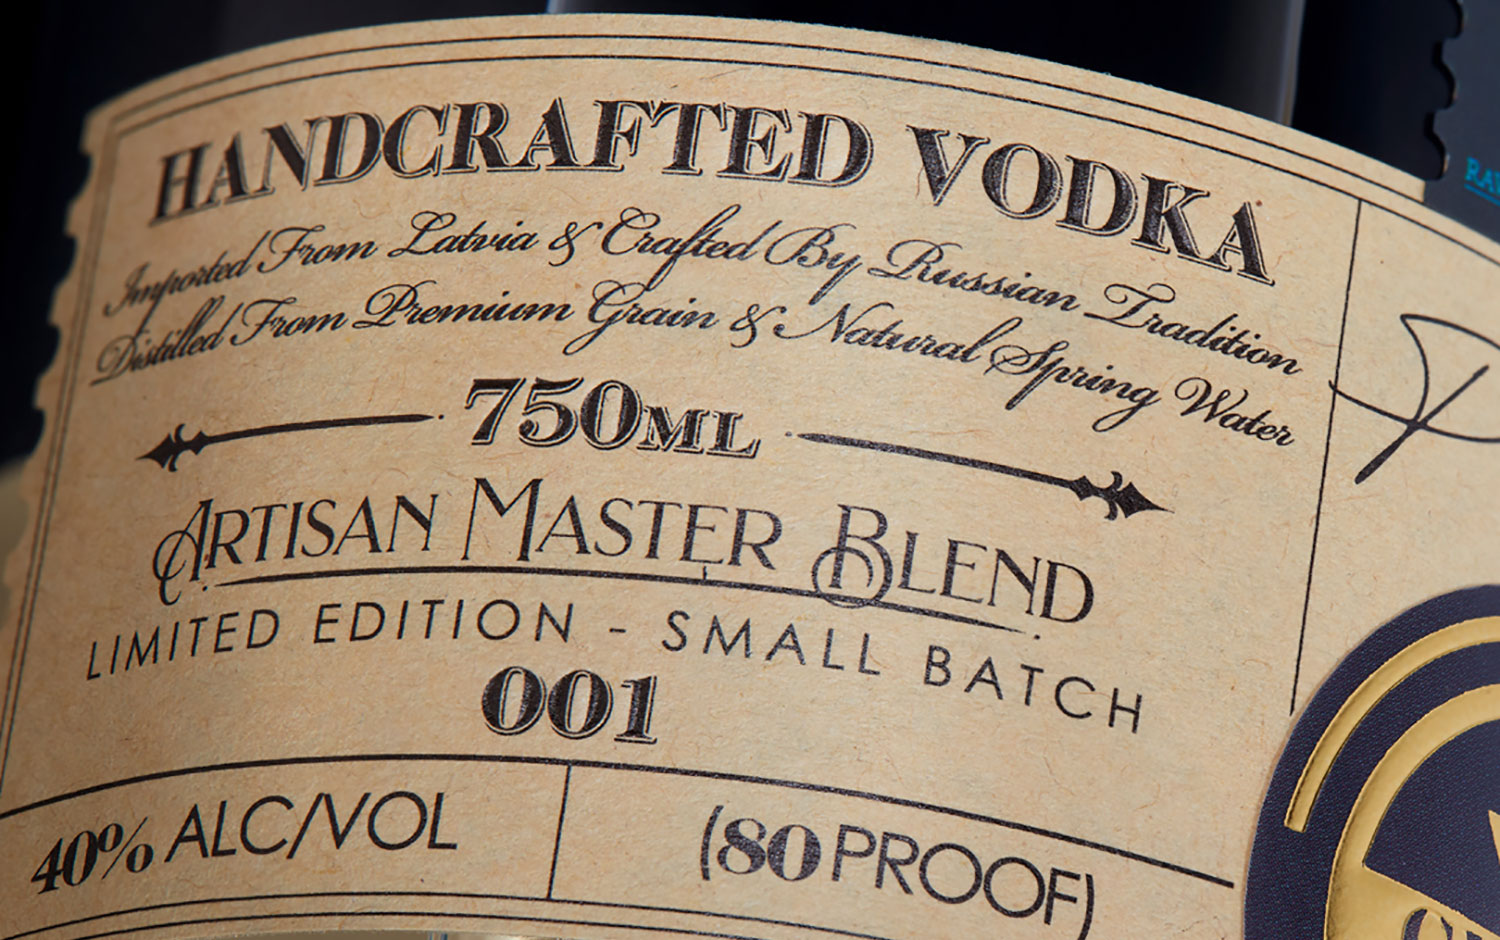 HANDCRAFTED VODKA
Imported From Latvia & Crafted By Russian Tradition
Distilled From Premium Grain & Natural Spring Water
750ML
ARTISAN MASTER BLEND
LIMITED EDITION - SMALL BATCH
001
40% ALC/VOL
(80 PROOF)